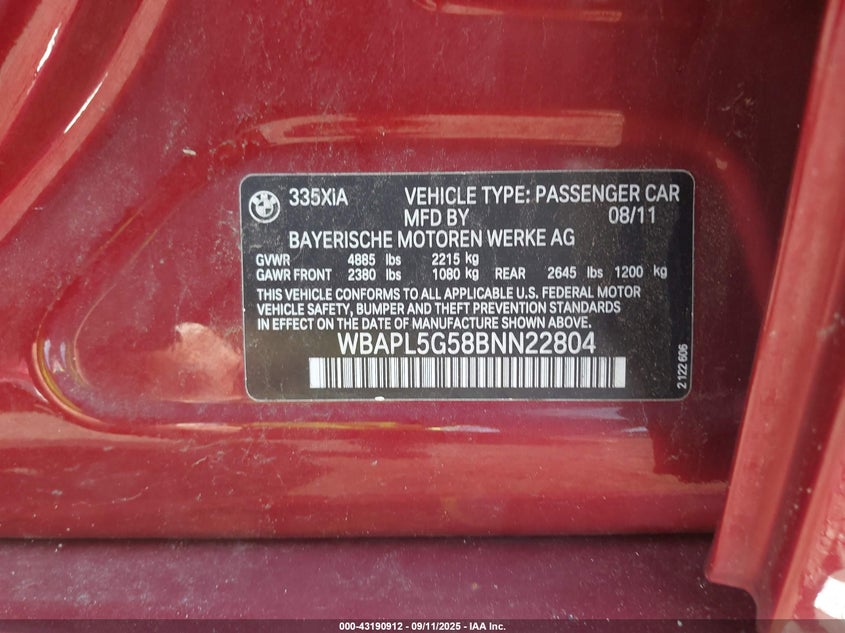 335XiA VEHICLE TYPE: PASSENGER CAR
MFD BY 08/11
BAYERISCHE MOTOREN WERKE AG
GVWR 4885 lbs 2215 kg
GAWR FRONT 2380 lbs 1080 kg REAR 2645 lbs 1200 kg
THIS VEHICLE CONFORMS TO ALL APPLICABLE U.S. FEDERAL MOTOR
VEHICLE SAFETY, BUMPER AND THEFT PREVENTION STANDARDS
IN EFFECT ON THE DATE OF MANUFACTURE SHOWN ABOVE.
WBAPL5G58BNN22804
2 122 606
000-43190912 - 09/11/2025 - IAA Inc.